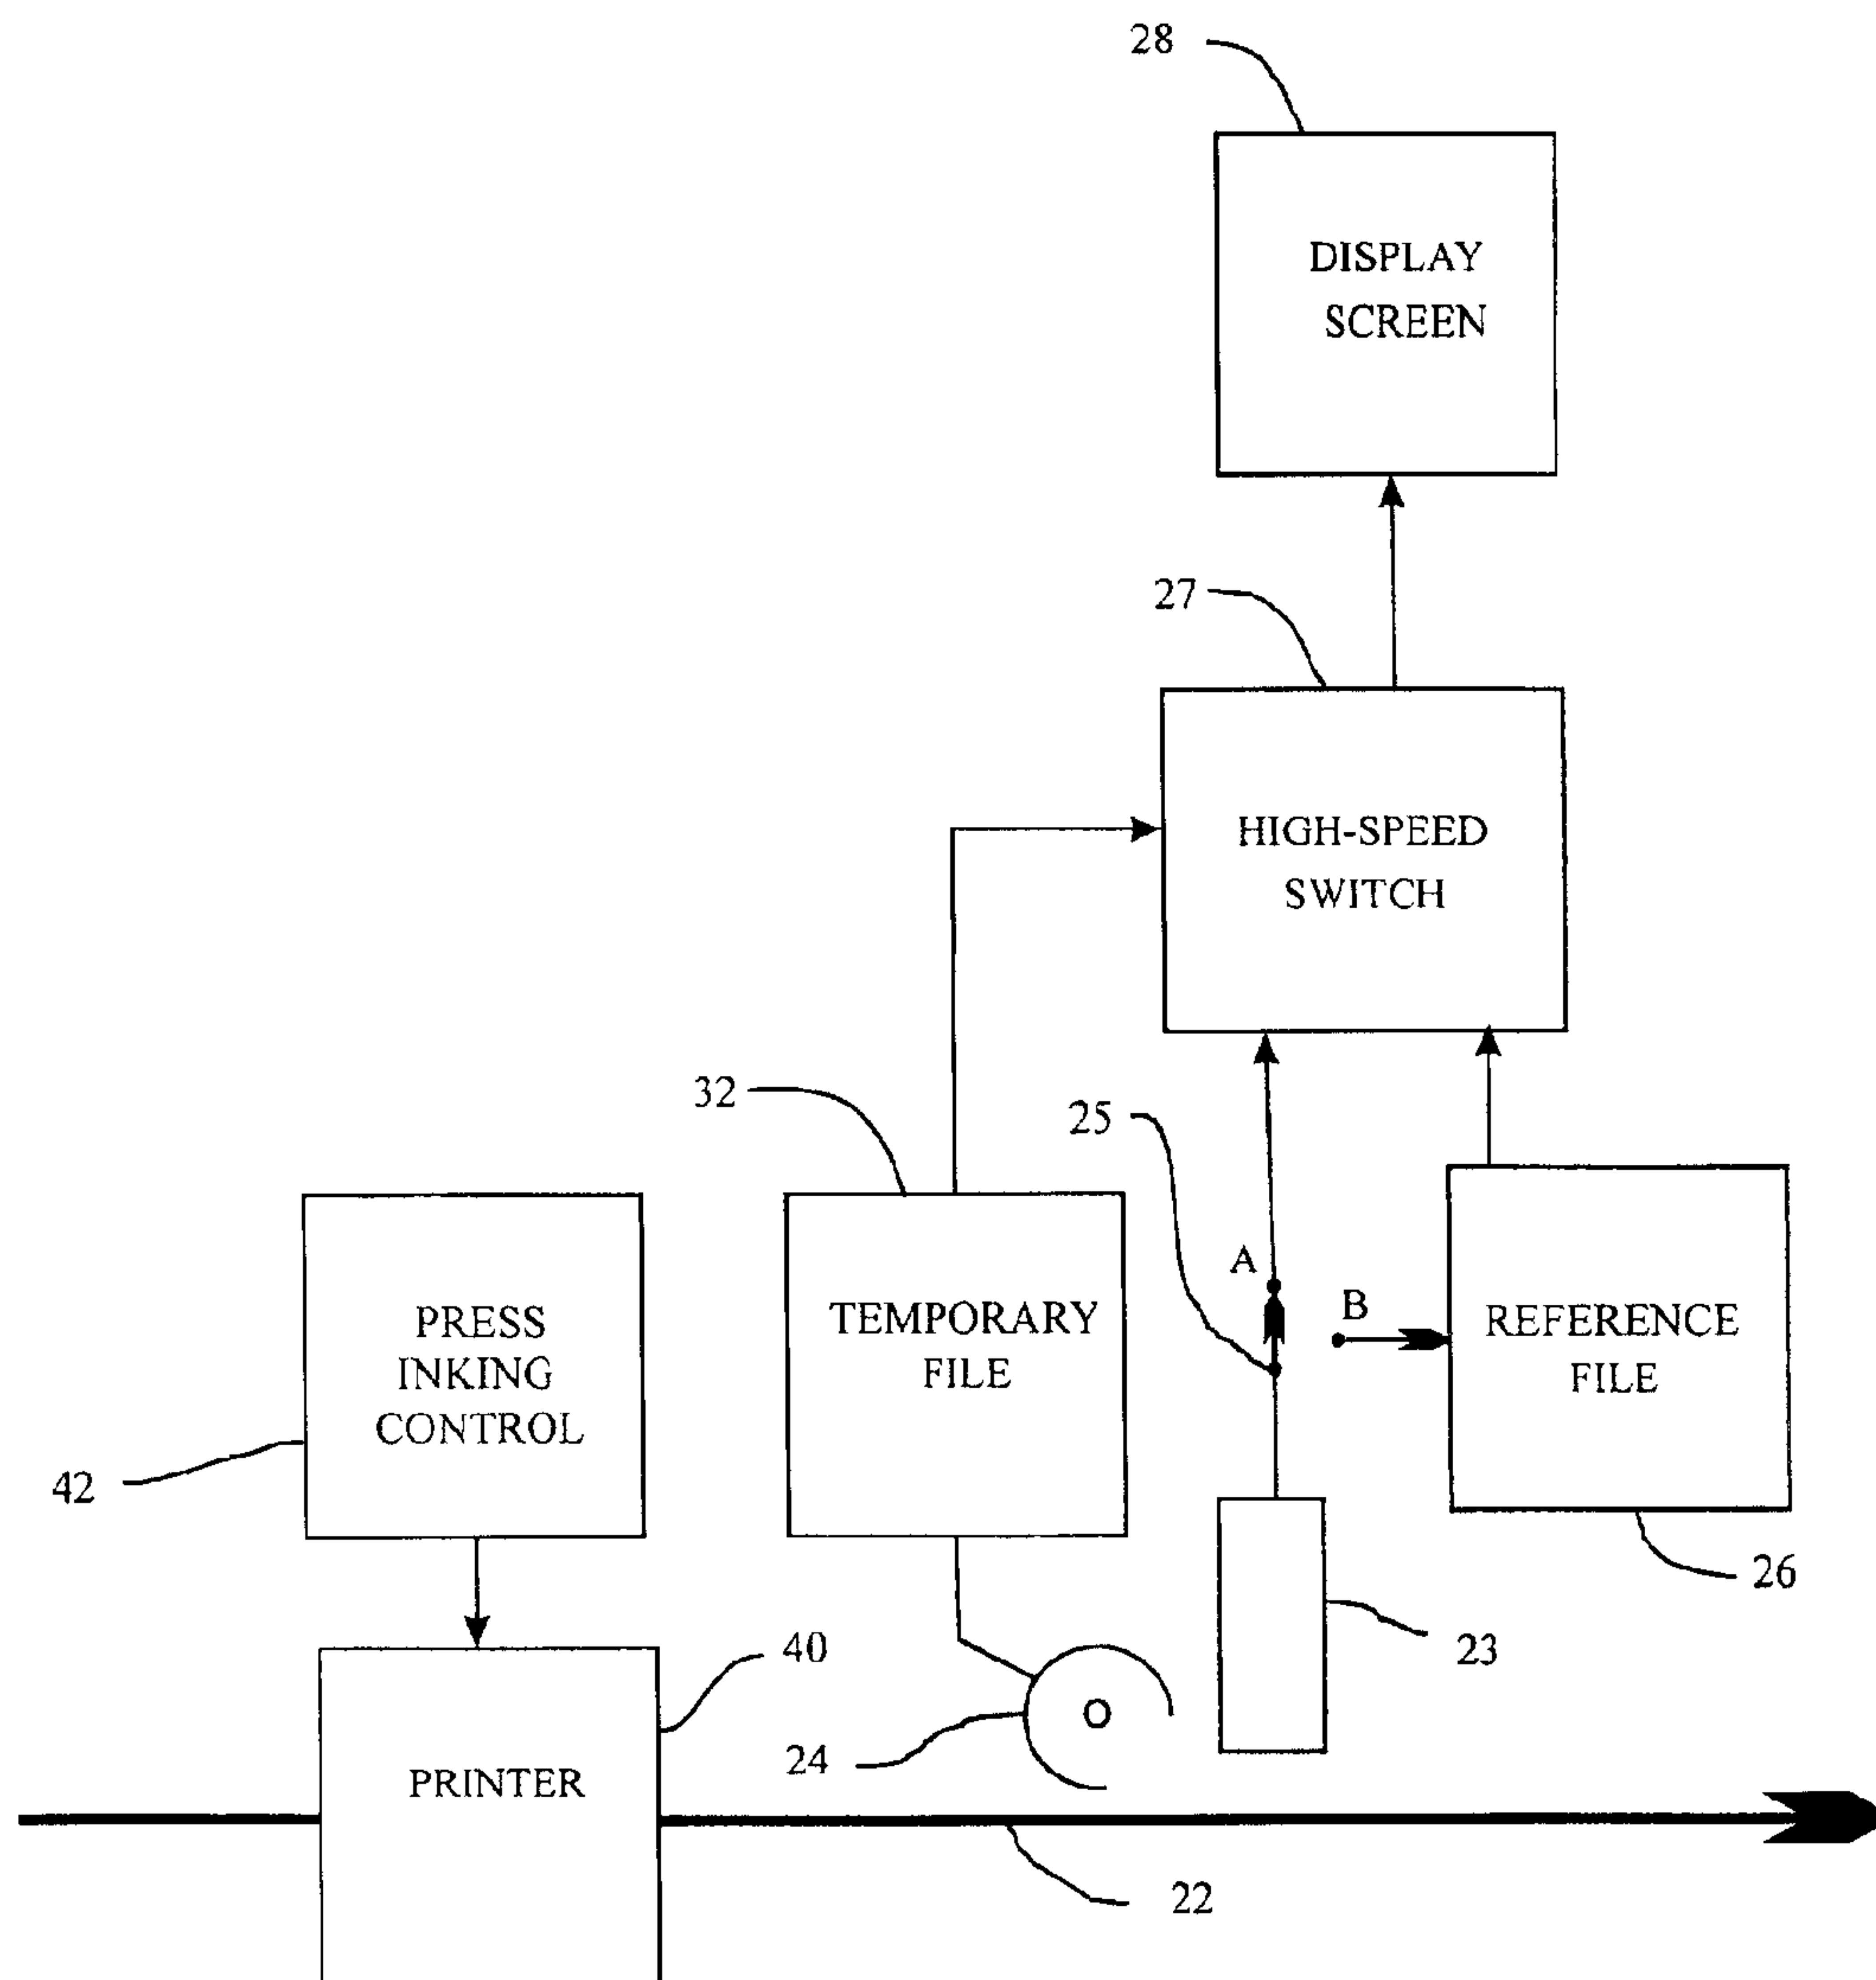 28
DISPLAY
SCREEN
27
HIGH-SPEED
SWITCH
32
25
A
B
PRESS
INKING
CONTROL
TEMPORARY
FILE
REFERENCE
FILE
42
26
40
23
24
PRINTER
22